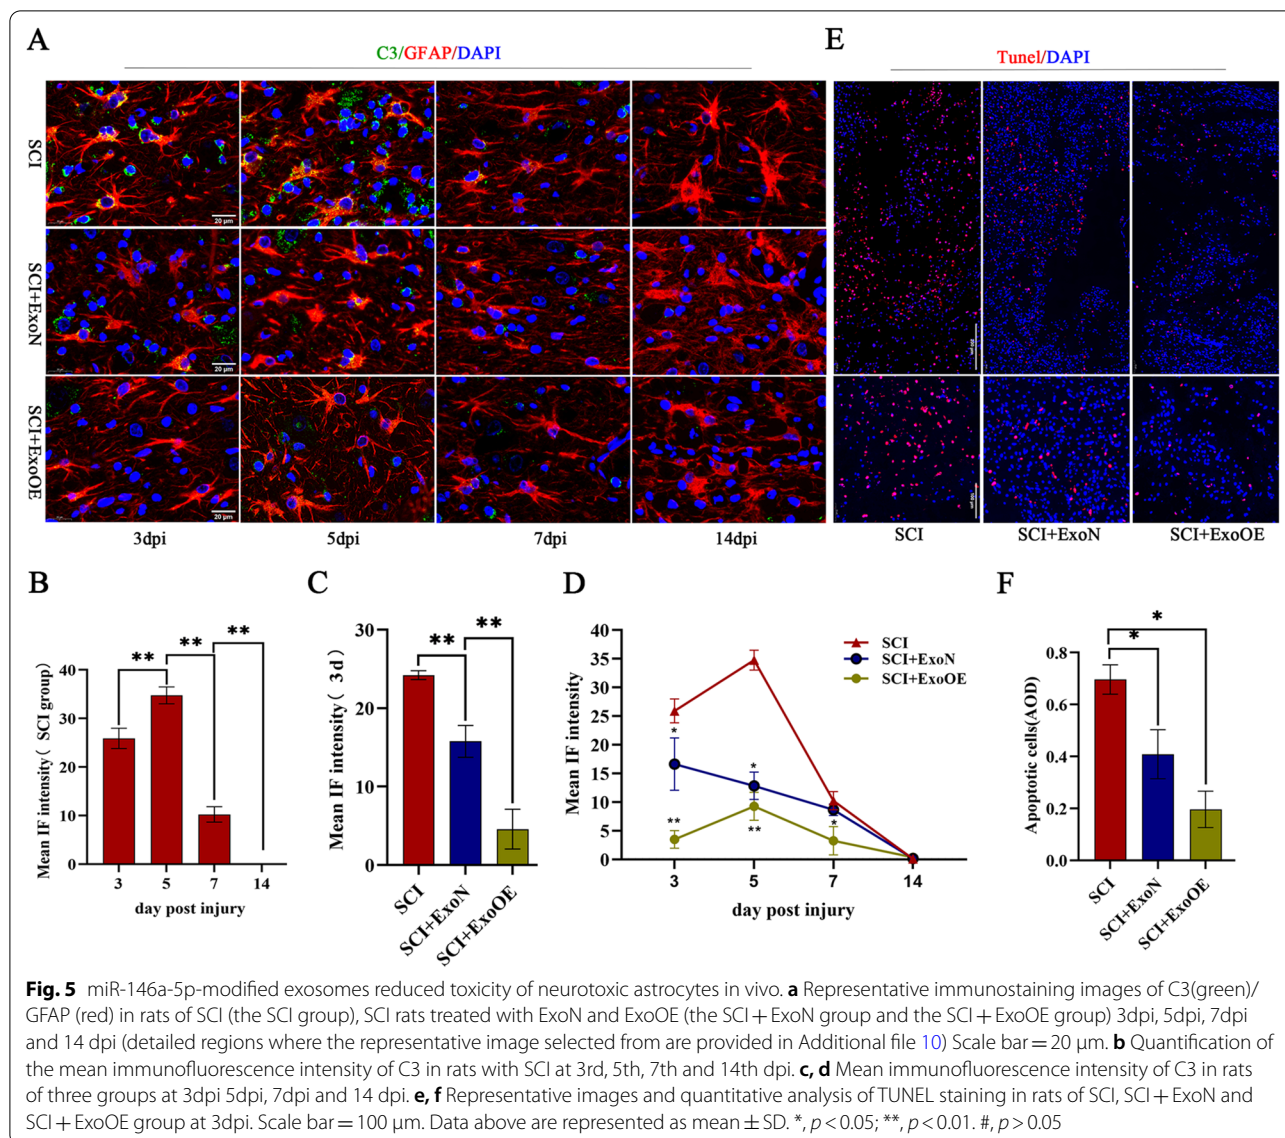 A
C3/GFAP/DAPI
SCI
20 μm
SCI+ExoN
20 μm
SCI+ExoOE
20 μm
3dpi 5dpi 7dpi 14dpi
E
Tunel/DAPI
200 μm
100 μm
SCI SCI+ExoN SCI+ExoOE
B
Mean IF intensity（ SCI group）
40
30
20
10
0
** ** **
3 5 7 14
day post injury
C
Mean IF intensity（ 3d）
30
20
10
0
** **
SCI
SCI+ExoN
SCI+ExoOE
D
Mean IF intensity
40
35
30
25
20
15
10
5
0
SCI
SCI+ExoN
SCI+ExoOE
* *
** ** *
3 5 7 14
day post injury
F
Apoptotic cells(AOD)
0.8
0.6
0.4
0.2
0.0
*
*
SCI
SCI+ExoN
SCI+ExoOE
Fig. 5 miR-146a-5p-modified exosomes reduced toxicity of neurotoxic astrocytes in vivo. a Representative immunostaining images of C3(green)/
GFAP (red) in rats of SCI (the SCI group), SCI rats treated with ExoN and ExoOE (the SCI + ExoN group and the SCI + ExoOE group) 3dpi, 5dpi, 7dpi
and 14 dpi (detailed regions where the representative image selected from are provided in Additional file 10) Scale bar = 20 μm. b Quantification of
the mean immunofluorescence intensity of C3 in rats with SCI at 3rd, 5th, 7th and 14th dpi. c, d Mean immunofluorescence intensity of C3 in rats
of three groups at 3dpi 5dpi, 7dpi and 14 dpi. e, f Representative images and quantitative analysis of TUNEL staining in rats of SCI, SCI + ExoN and
SCI + ExoOE group at 3dpi. Scale bar = 100 μm. Data above are represented as mean ± SD. *, p < 0.05; **, p < 0.01. #, p > 0.05